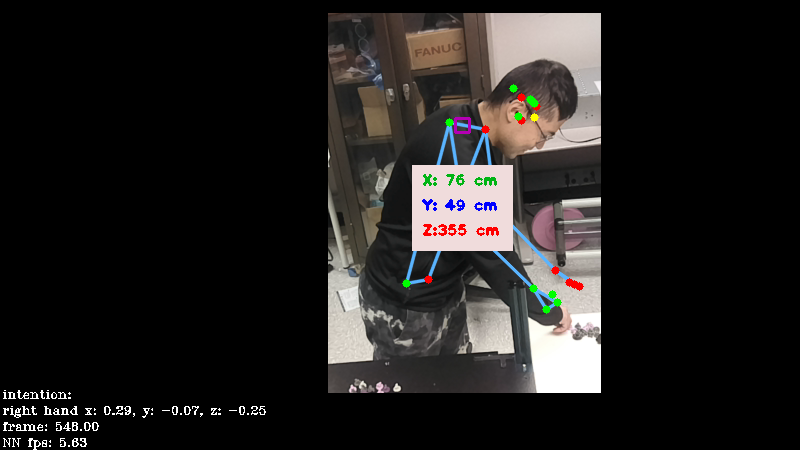 FANUC
X: 76 cm
Y: 49 cm
Z:355 cm
intention:
right hand x: 0.29, y: -0.07, z: -0.25
frame: 548.00
NN fps: 5.63